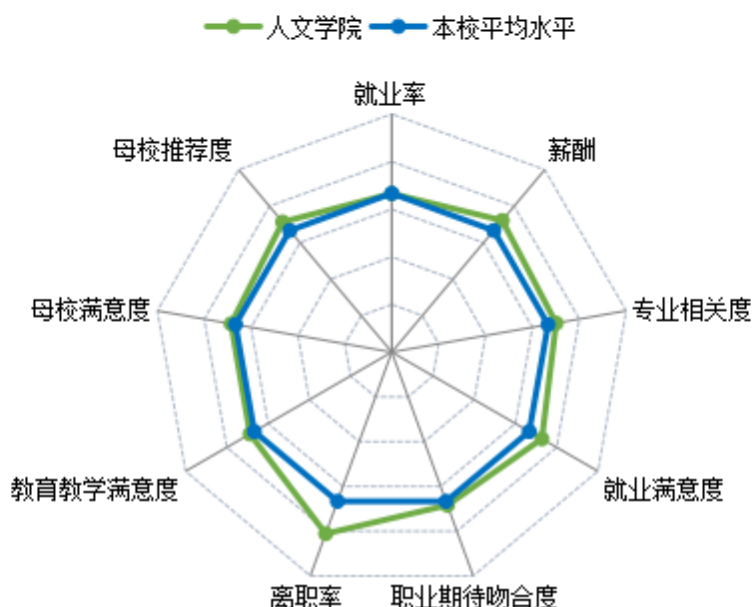 人文学院 本校平均水平
就业率
母校推荐度 薪酬
母校满意度 专业相关度
教育教学满意度 就业满意度
离职率 职业期待吻合度